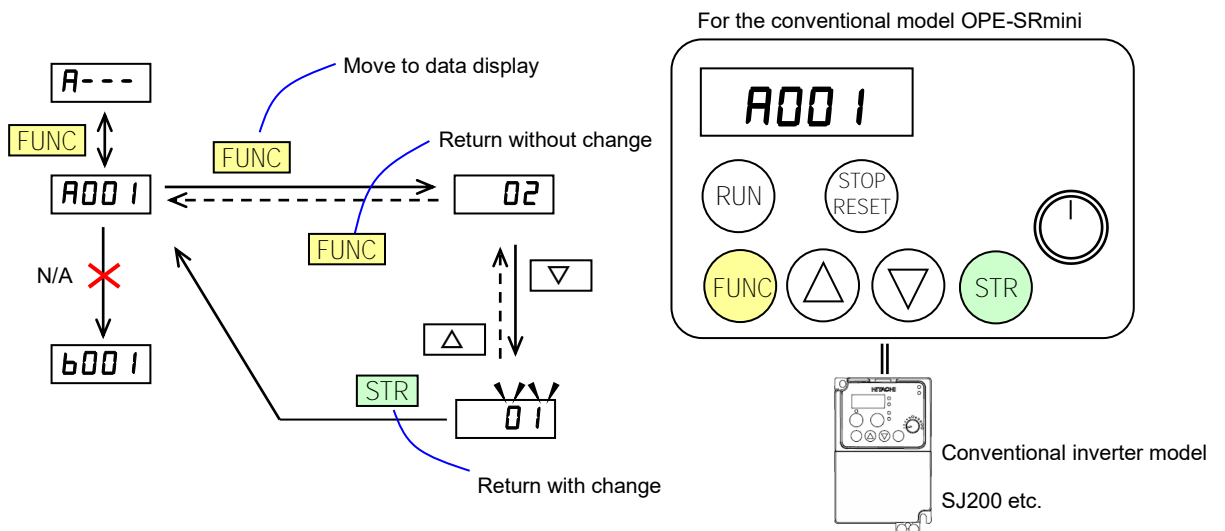 For the conventional model OPE-SRmini
A---
Move to data display
FUNC
FUNC
Return without change
A001
02
FUNC
N/A
▽
△
b001
STR
01
Return with change
A001
RUN
STOP
RESET
FUNC
△
▽
STR
HITACHI
Conventional inverter model
SJ200 etc.